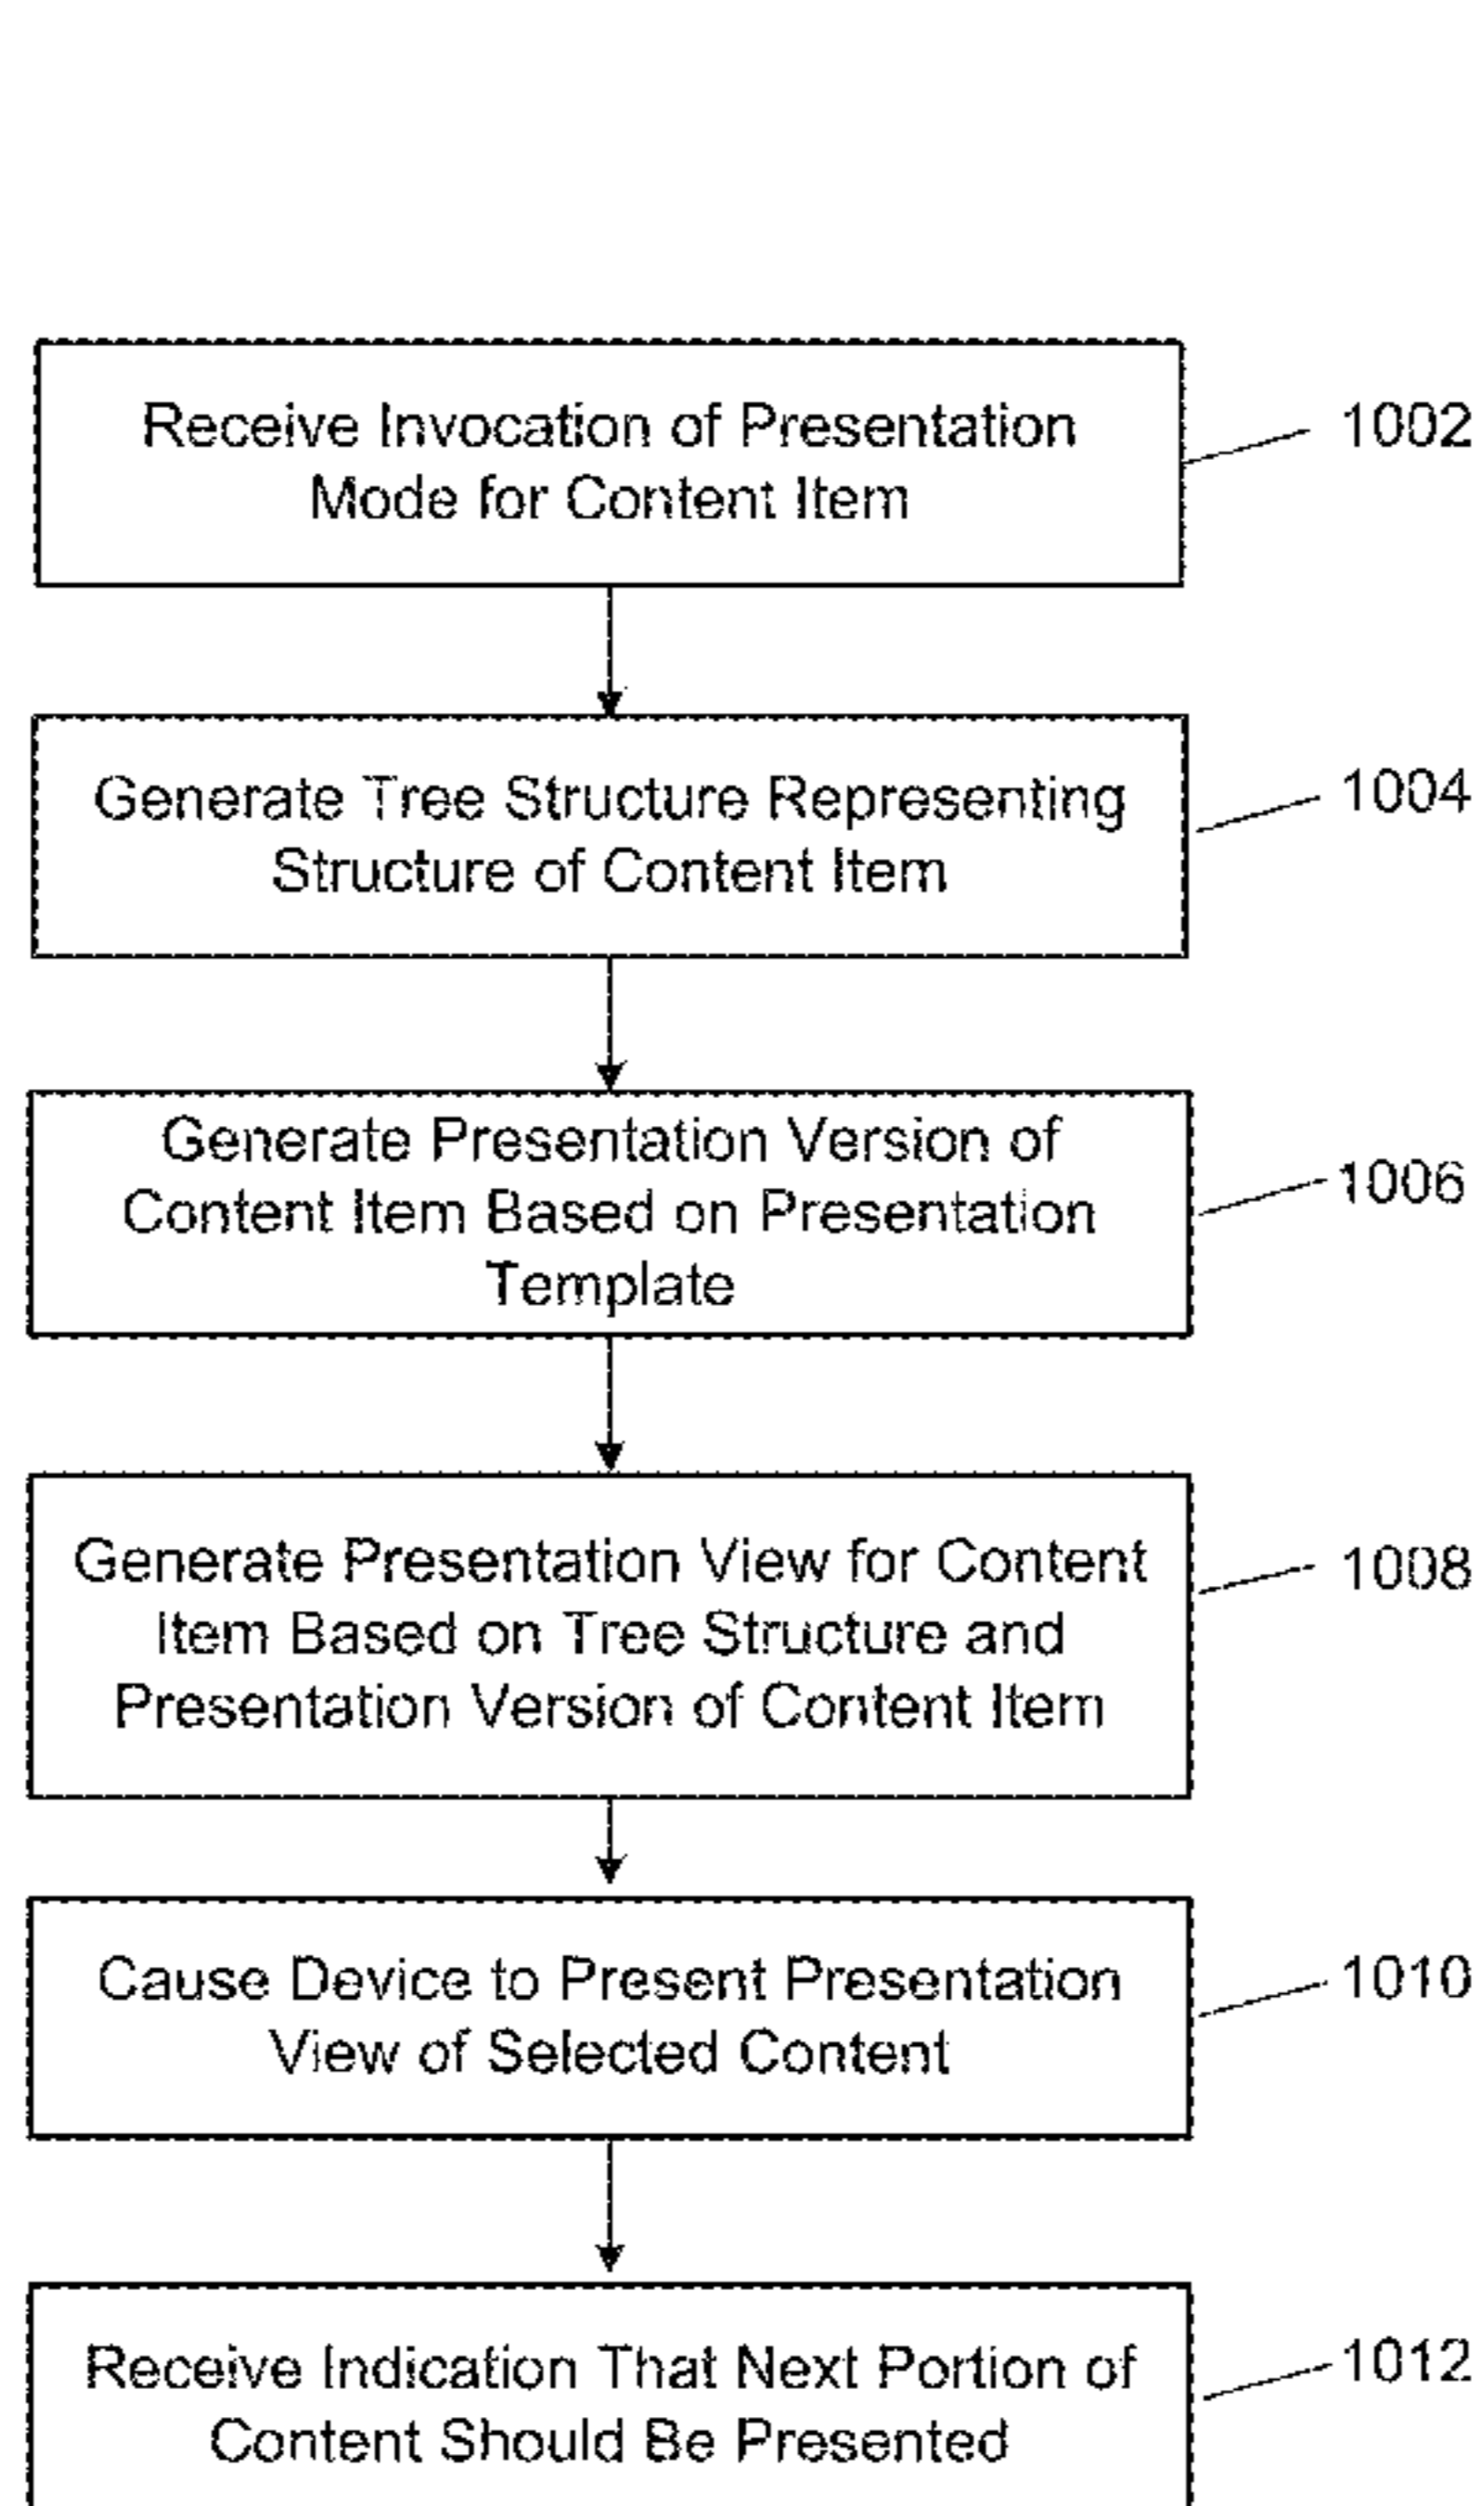 Receive Invocation of Presentation
Mode for Content Item
1002
Generate Tree Structure Representing
Structure of Content Item
1004
Generate Presentation Version of
Content Item Based on Presentation
Template
1006
Generate Presentation View for Content
Item Based on Tree Structure and
Presentation Version of Content Item
1008
Cause Device to Present Presentation
View of Selected Content
1010
Receive Indication That Next Portion of
Content Should Be Presented
1012